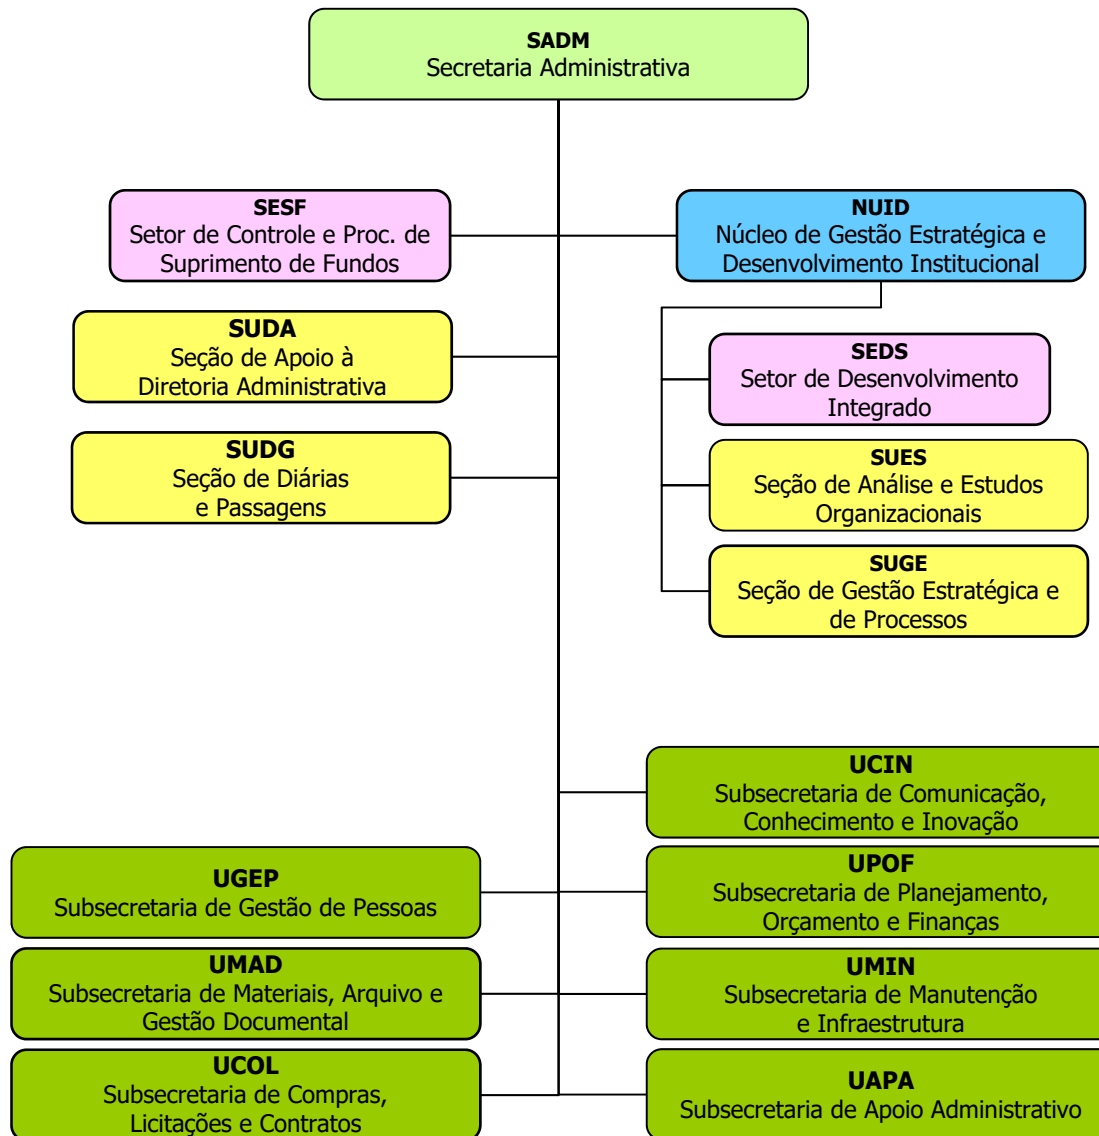 SADM
Secretaria Administrativa
SESF
Setor de Controle e Proc. de
Suprimento de Fundos
NUID
Núcleo de Gestão Estratégica e
Desenvolvimento Institucional
SUDA
Seção de Apoio à
Diretoria Administrativa
SEDS
Setor de Desenvolvimento
Integrado
SUDG
Seção de Diárias
e Passagens
SUES
Seção de Análise e Estudos
Organizacionais
SUGE
Seção de Gestão Estratégica e
de Processos
UCIN
Subsecretaria de Comunicação,
Conhecimento e Inovação
UGEP
Subsecretaria de Gestão de Pessoas
UPOF
Subsecretaria de Planejamento,
Orçamento e Finanças
UMAD
Subsecretaria de Materiais, Arquivo e
Gestão Documental
UMIN
Subsecretaria de Manutenção
e Infraestrutura
UCOL
Subsecretaria de Compras,
Licitações e Contratos
UAPA
Subsecretaria de Apoio Administrativo